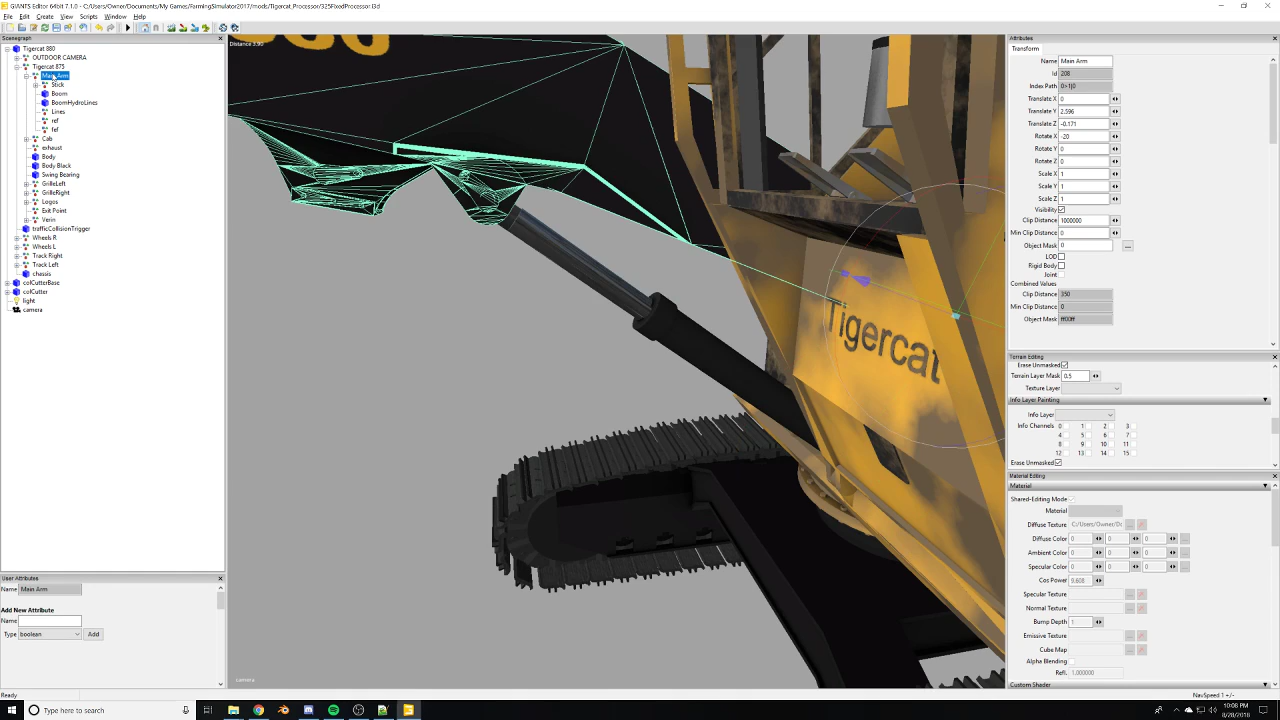 GIANTS Editor 64bit 7.1.0 - C:/Users/Owner/Documents/My Games/FarmingSimulator2017/mods/Tigercat_Processor/325FixedProcessor.i3d
File Edit Create View Scripts Window Help
Scenegraph
Tigercat 880
OUTDOOR CAMERA
Tigercat 875
Main Arm
Stick
Boom
BoomHydroLines
Lines
ref
fef
Cab
exhaust
Body
Body Black
Swing Bearing
GrilleLeft
GrilleRight
Logos
Exit Point
Verin
trafficCollisionTrigger
Wheels R
Wheels L
Track Right
Track Left
chassis
colCutterBase
colCutter
light
camera
User Attributes
Name Main Arm
Add New Attribute
Name
Type boolean Add
Ready
Distance 3.90
Tigercat
camera
Attributes
Transform
Name Main Arm
Id 208
Index Path 0>1|0
Translate X 0
Translate Y 2.596
Translate Z -0.171
Rotate X -20
Rotate Y 0
Rotate Z 0
Scale X 1
Scale Y 1
Scale Z 1
Visibility
Clip Distance 1000000
Min Clip Distance 0
Object Mask 0 ...
LOD
Rigid Body
Joint
Combined Values
Clip Distance 350
Min Clip Distance 0
Object Mask ff00ff
Terrain Editing
Erase Unmasked
Terrain Layer Mask 0.5
Texture Layer
Info Layer Painting
Info Layer
Info Channels 0 1 2 3
4 5 6 7
8 9 10 11
12 13 14 15
Erase Unmasked
Material Editing
Material
Shared-Editing Mode
Material
Diffuse Texture C:/Users/Owner/Do ...
Diffuse Color 0 0 0 ...
Ambient Color 0 0 0 ...
Specular Color 0 0 0 ...
Cos Power 9.608
Specular Texture ...
Normal Texture ...
Bump Depth 1
Emissive Texture ...
Cube Map ...
Alpha Blending
Refl. 1.000000
Custom Shader
NavSpeed 1 +/-
Type here to search
10:08 PM
8/28/2018